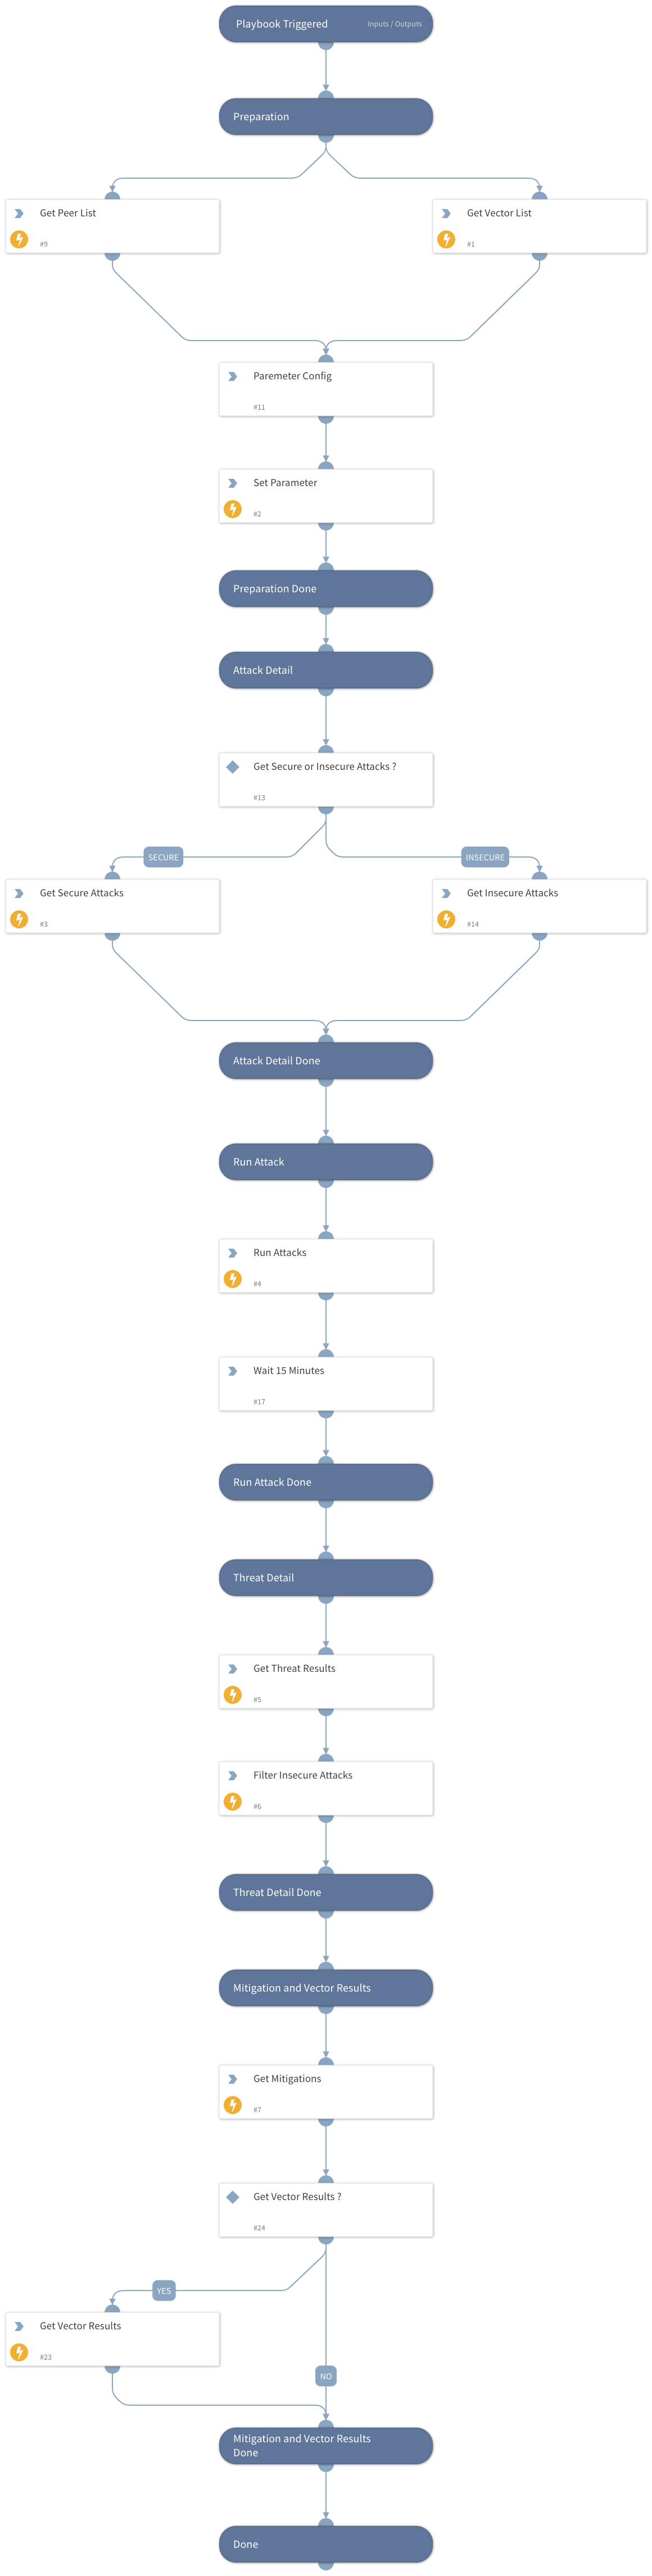 Playbook Triggered
Inputs / Outputs
Preparation
Get Peer List
#9
Get Vector List
#1
Paremeter Config
#11
Set Parameter
#2
Preparation Done
Attack Detail
Get Secure or Insecure Attacks ?
#13
SECURE
INSECURE
Get Secure Attacks
#3
Get Insecure Attacks
#14
Attack Detail Done
Run Attack
Run Attacks
#4
Wait 15 Minutes
#17
Run Attack Done
Threat Detail
Get Threat Results
#5
Filter Insecure Attacks
#6
Threat Detail Done
Mitigation and Vector Results
Get Mitigations
#7
Get Vector Results ?
#24
YES
Get Vector Results
#23
NO
Mitigation and Vector Results
Done
Done